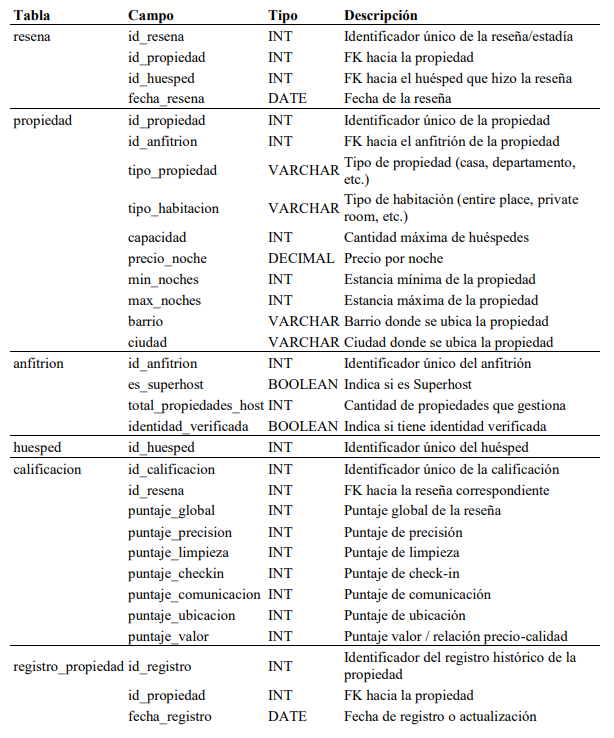 Tabla Campo Tipo Descripción
resena id_resena INT Identificador único de la reseña/estadía
id_propiedad INT FK hacia la propiedad
id_huesped INT FK hacia el huésped que hizo la reseña
fecha_resena DATE Fecha de la reseña
propiedad id_propiedad INT Identificador único de la propiedad
id_anfitrion INT FK hacia el anfitrión de la propiedad
tipo_propiedad VARCHAR Tipo de propiedad (casa, departamento,
etc.)
tipo_habitacion VARCHAR Tipo de habitación (entire place, private
room, etc.)
capacidad INT Cantidad máxima de huéspedes
precio_noche DECIMAL Precio por noche
min_noches INT Estancia mínima de la propiedad
max_noches INT Estancia máxima de la propiedad
barrio VARCHAR Barrio donde se ubica la propiedad
ciudad VARCHAR Ciudad donde se ubica la propiedad
anfitrion id_anfitrion INT Identificador único del anfitrión
es_superhost BOOLEAN Indica si es Superhost
total_propiedades_host INT Cantidad de propiedades que gestiona
identidad_verificada BOOLEAN Indica si tiene identidad verificada
huesped id_huesped INT Identificador único del huésped
calificacion id_calificacion INT Identificador único de la calificación
id_resena INT FK hacia la reseña correspondiente
puntaje_global INT Puntaje global de la reseña
puntaje_precision INT Puntaje de precisión
puntaje_limpieza INT Puntaje de limpieza
puntaje_checkin INT Puntaje de check-in
puntaje_comunicacion INT Puntaje de comunicación
puntaje_ubicacion INT Puntaje de ubicación
puntaje_valor INT Puntaje valor / relación precio-calidad
registro_propiedad id_registro INT Identificador del registro histórico de la
propiedad
id_propiedad INT FK hacia la propiedad
fecha_registro DATE Fecha de registro o actualización